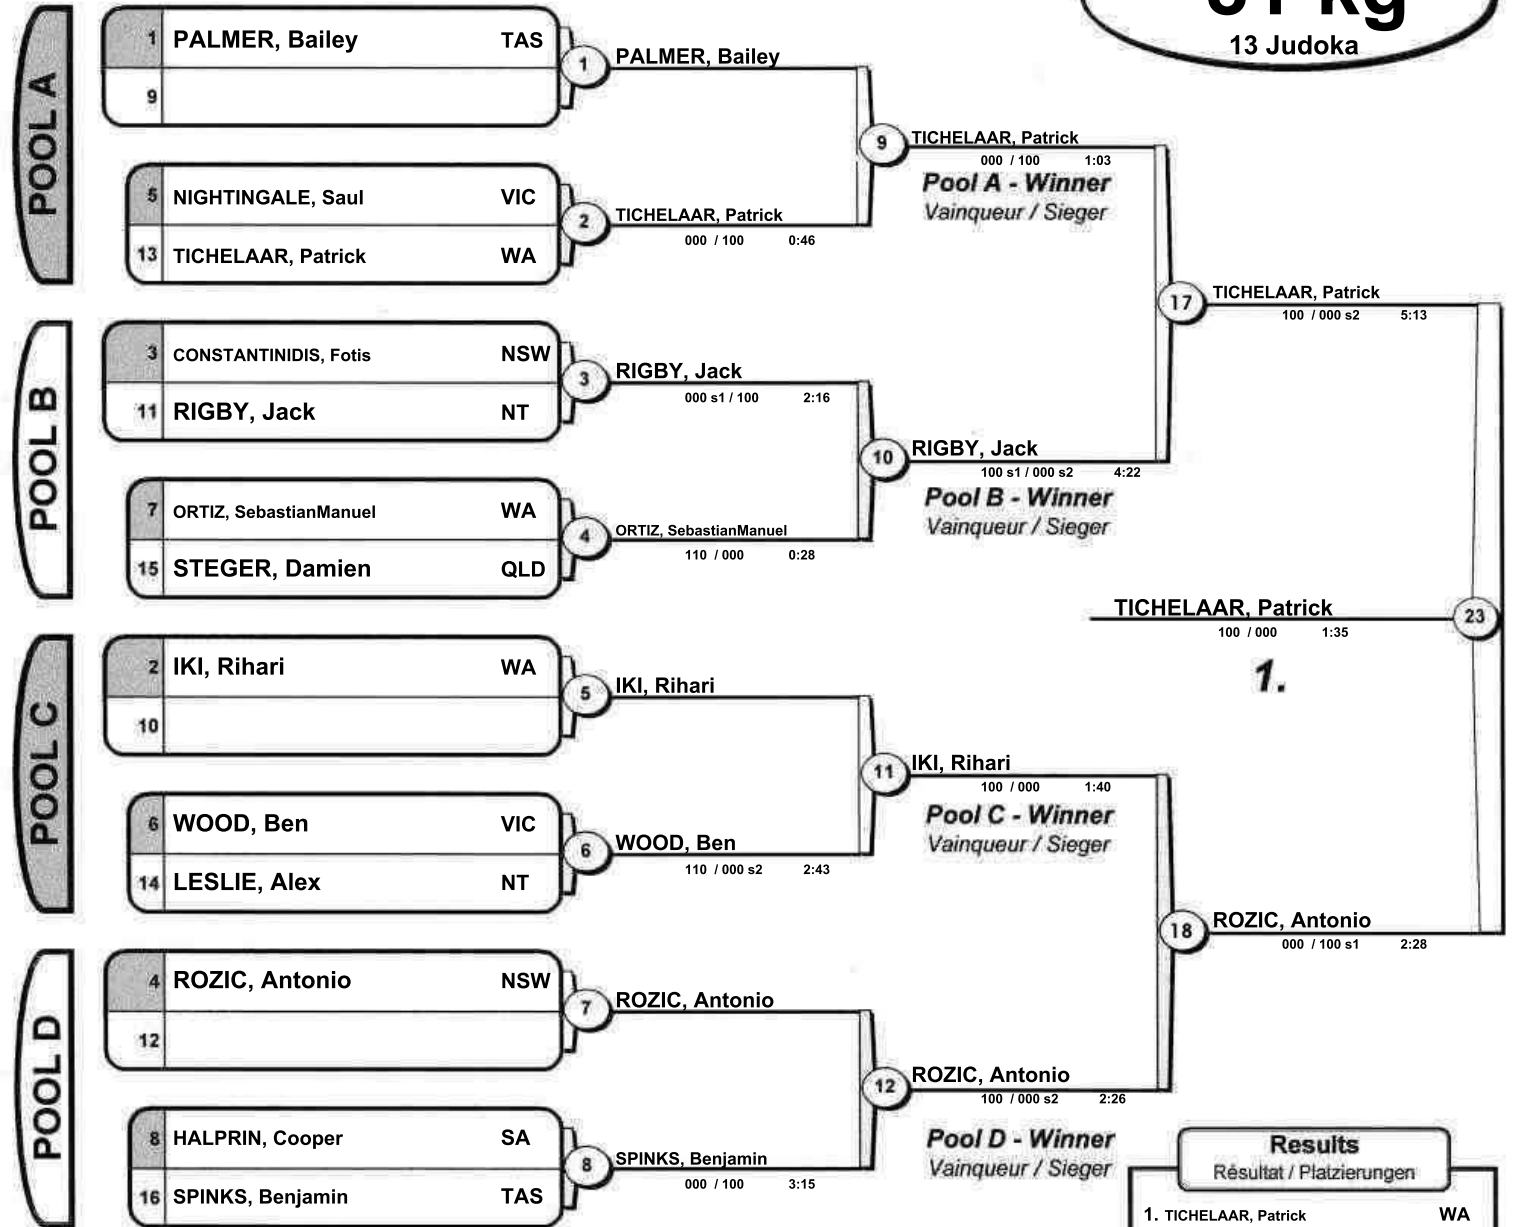 13 Judoka
POOL A
1 PALMER, Bailey TAS
9
1 PALMER, Bailey
5 NIGHTINGALE, Saul VIC
13 TICHELAAR, Patrick WA
2 TICHELAAR, Patrick
000 / 100 0:46
9 TICHELAAR, Patrick
000 / 100 1:03
Pool A - Winner
Vainqueur / Sieger
POOL B
3 CONSTANTINIDIS, Fotis NSW
11 RIGBY, Jack NT
3 RIGBY, Jack
000 s1 / 100 2:16
7 ORTIZ, SebastianManuel WA
15 STEGER, Damien QLD
4 ORTIZ, SebastianManuel
110 / 000 0:28
10 RIGBY, Jack
100 s1 / 000 s2 4:22
Pool B - Winner
Vainqueur / Sieger
17 TICHELAAR, Patrick
100 / 000 s2 5:13
POOL C
2 IKI, Rihari WA
10
5 IKI, Rihari
6 WOOD, Ben VIC
14 LESLIE, Alex NT
6 WOOD, Ben
110 / 000 s2 2:43
11 IKI, Rihari
100 / 000 1:40
Pool C - Winner
Vainqueur / Sieger
POOL D
4 ROZIC, Antonio NSW
12
7 ROZIC, Antonio
8 HALPRIN, Cooper SA
16 SPINKS, Benjamin TAS
8 SPINKS, Benjamin
000 / 100 3:15
12 ROZIC, Antonio
100 / 000 s2 2:26
Pool D - Winner
Vainqueur / Sieger
18 ROZIC, Antonio
000 / 100 s1 2:28
TICHELAAR, Patrick 23
100 / 000 1:35
1.
Results
Résultat / Platzierungen
1. TICHELAAR, Patrick WA